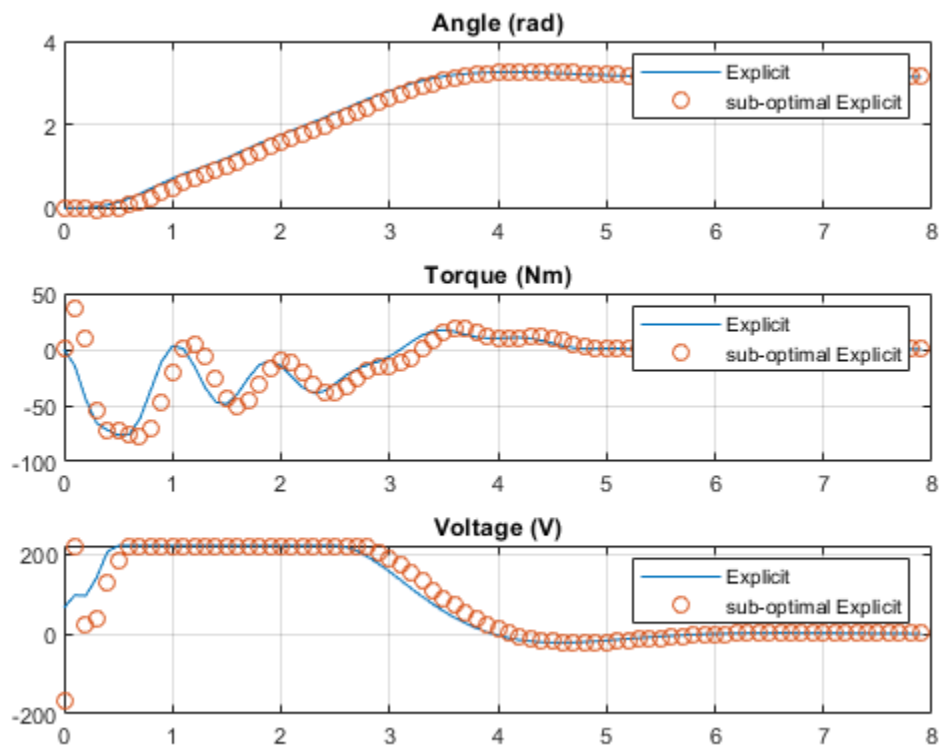 Angle (rad)
4
2
0
Explicit
sub-optimal Explicit
0 1 2 3 4 5 6 7 8
Torque (Nm)
50
0
-50
-100
Explicit
sub-optimal Explicit
0 1 2 3 4 5 6 7 8
Voltage (V)
200
0
-200
Explicit
sub-optimal Explicit
0 1 2 3 4 5 6 7 8